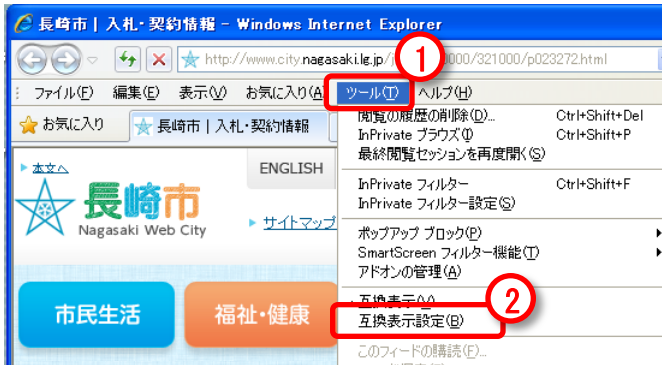 長崎市 | 入札・契約情報 - Windows Internet Explorer
http://www.city.nagasaki.lg.jp/ 0000/321000/p023272.html
①
ファイル(F) 編集(E) 表示(V) お気に入り(A) ツール(T) ヘルプ(H)
お気に入り 長崎市 | 入札・契約情報
閲覧の履歴の削除(D)... Ctrl+Shift+Del
InPrivate ブラウズ(I) Ctrl+Shift+P
最終閲覧セッションを再度開く(S)
InPrivate フィルター Ctrl+Shift+F
InPrivate フィルター設定(S)
ポップアップ ブロック(P)
SmartScreen フィルター機能(T)
アドオンの管理(A)
互換表示(V)
②
互換表示設定(B)
このフィードの購読(F)...
本文へ
ENGLISH
長崎市
Nagasaki Web City
サイトマップ
市民生活
福祉・健康